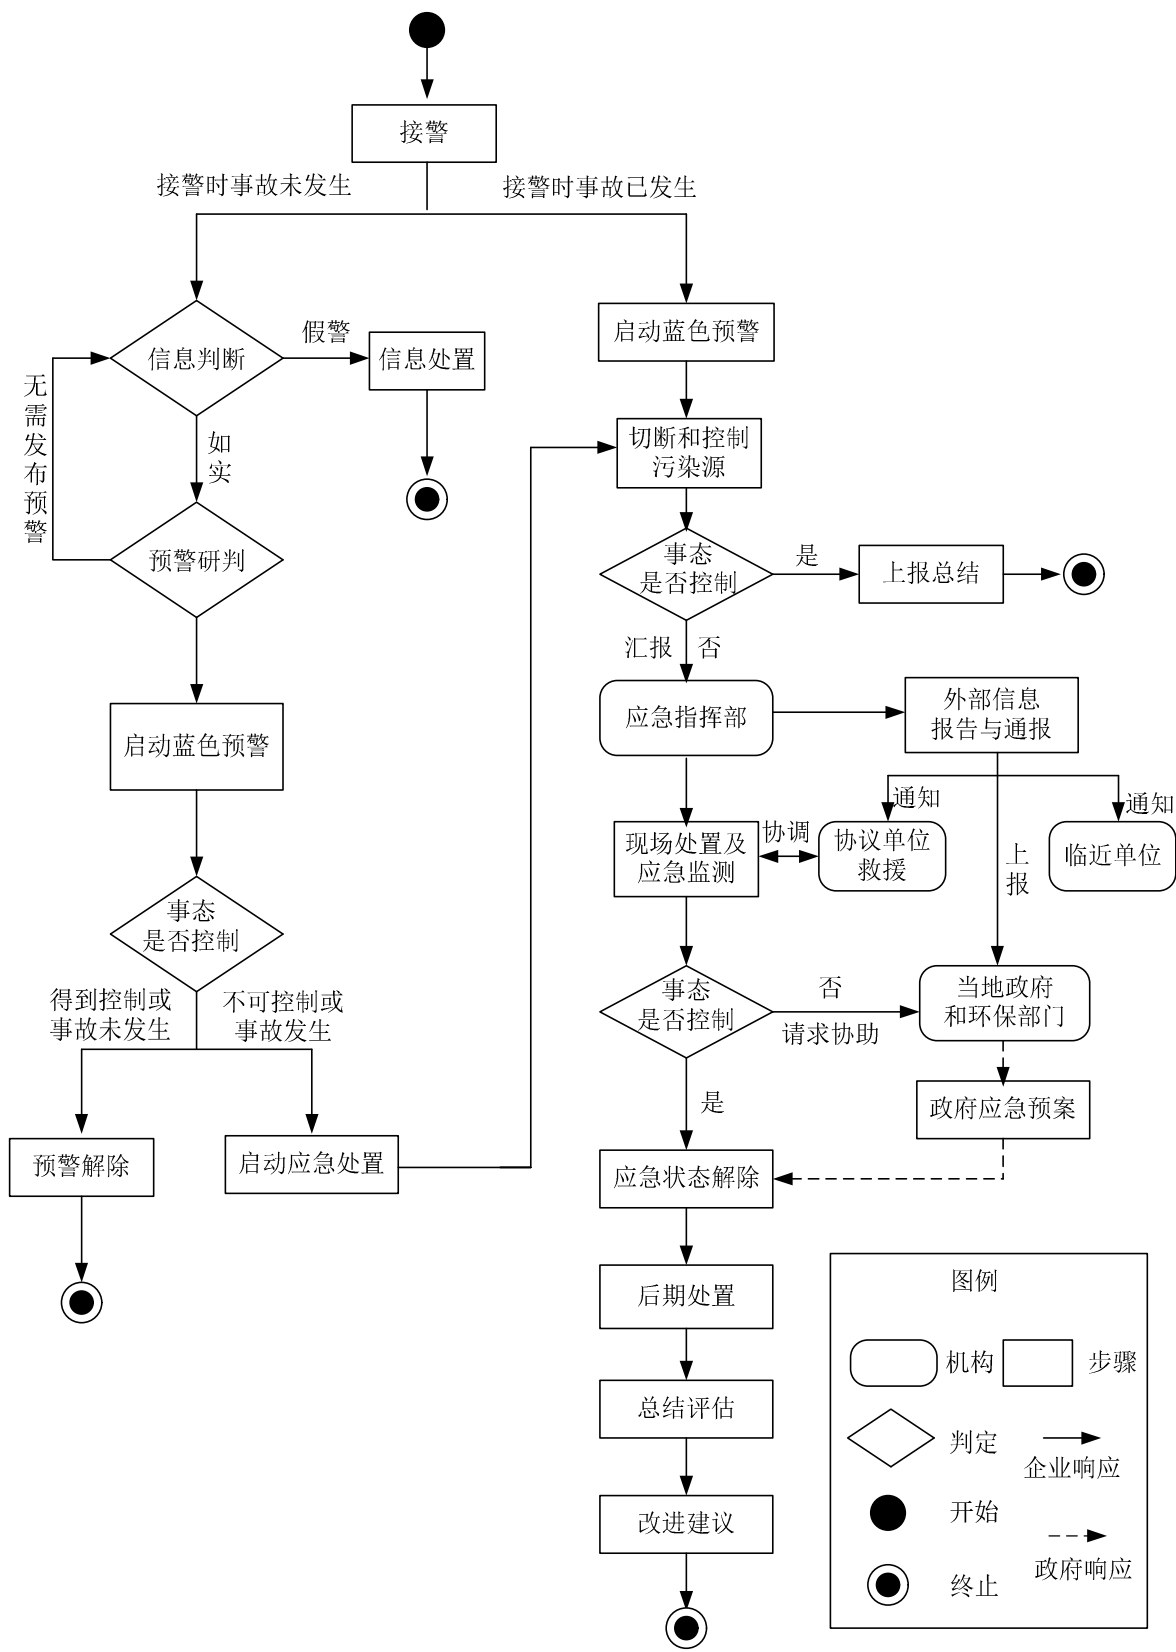 接警
接警时事故未发生
接警时事故已发生
假警
信息判断
信息处置
启动蓝色预警
无需发布预警
如实
切断和控制
污染源
预警研判
事态
是否控制
是
上报总结
汇报
否
应急指挥部
外部信息
报告与通报
启动蓝色预警
通知
通知
协调
现场处置及
应急监测
协议单位
救援
上报
临近单位
事态
是否控制
得到控制或
事故未发生
不可控制或
事故发生
事态
是否控制
否
请求协助
当地政府
和环保部门
是
政府应急预案
预警解除
启动应急处置
应急状态解除
后期处置
总结评估
改进建议
图例
机构
步骤
判定
企业响应
开始
政府响应
终止